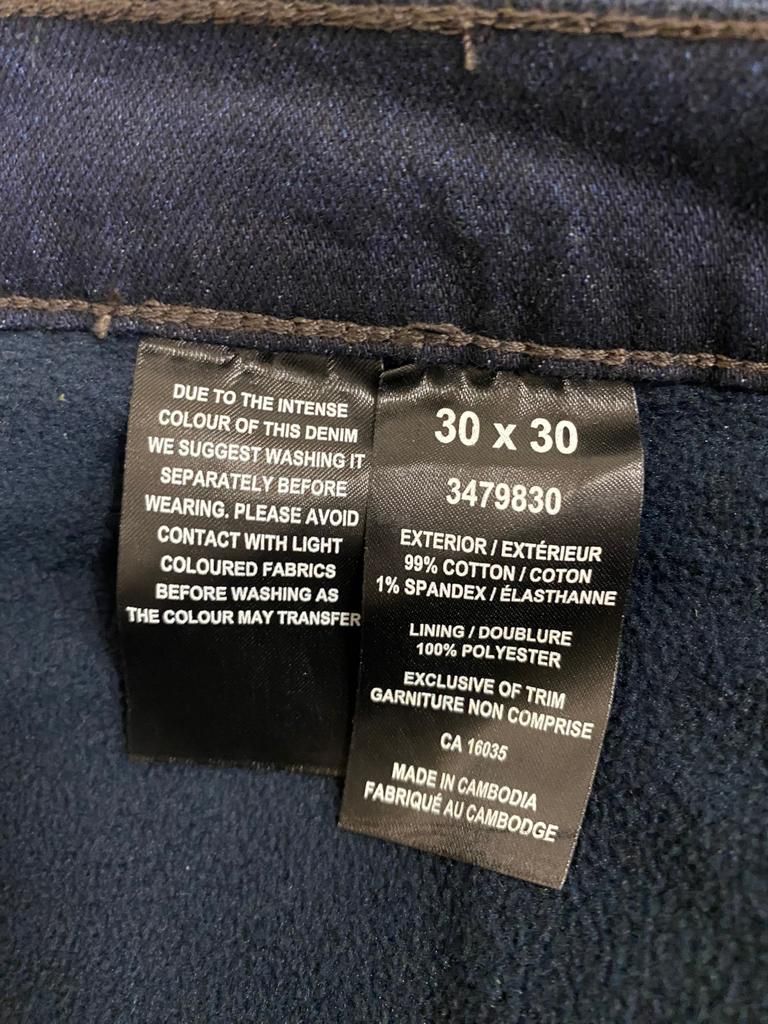 DUE TO THE INTENSE
COLOUR OF THIS DENIM
WE SUGGEST WASHING IT
SEPARATELY BEFORE
WEARING. PLEASE AVOID
CONTACT WITH LIGHT
COLOURED FABRICS
BEFORE WASHING AS
THE COLOUR MAY TRANSFER
30 x 30
3479830
EXTERIOR / EXTÉRIEUR
99% COTTON / COTON
1% SPANDEX / ÉLASTHANNE
LINING / DOUBLURE
100% POLYESTER
EXCLUSIVE OF TRIM
GARNITURE NON COMPRISE
CA 16035
MADE IN CAMBODIA
FABRIQUÉ AU CAMBODGE